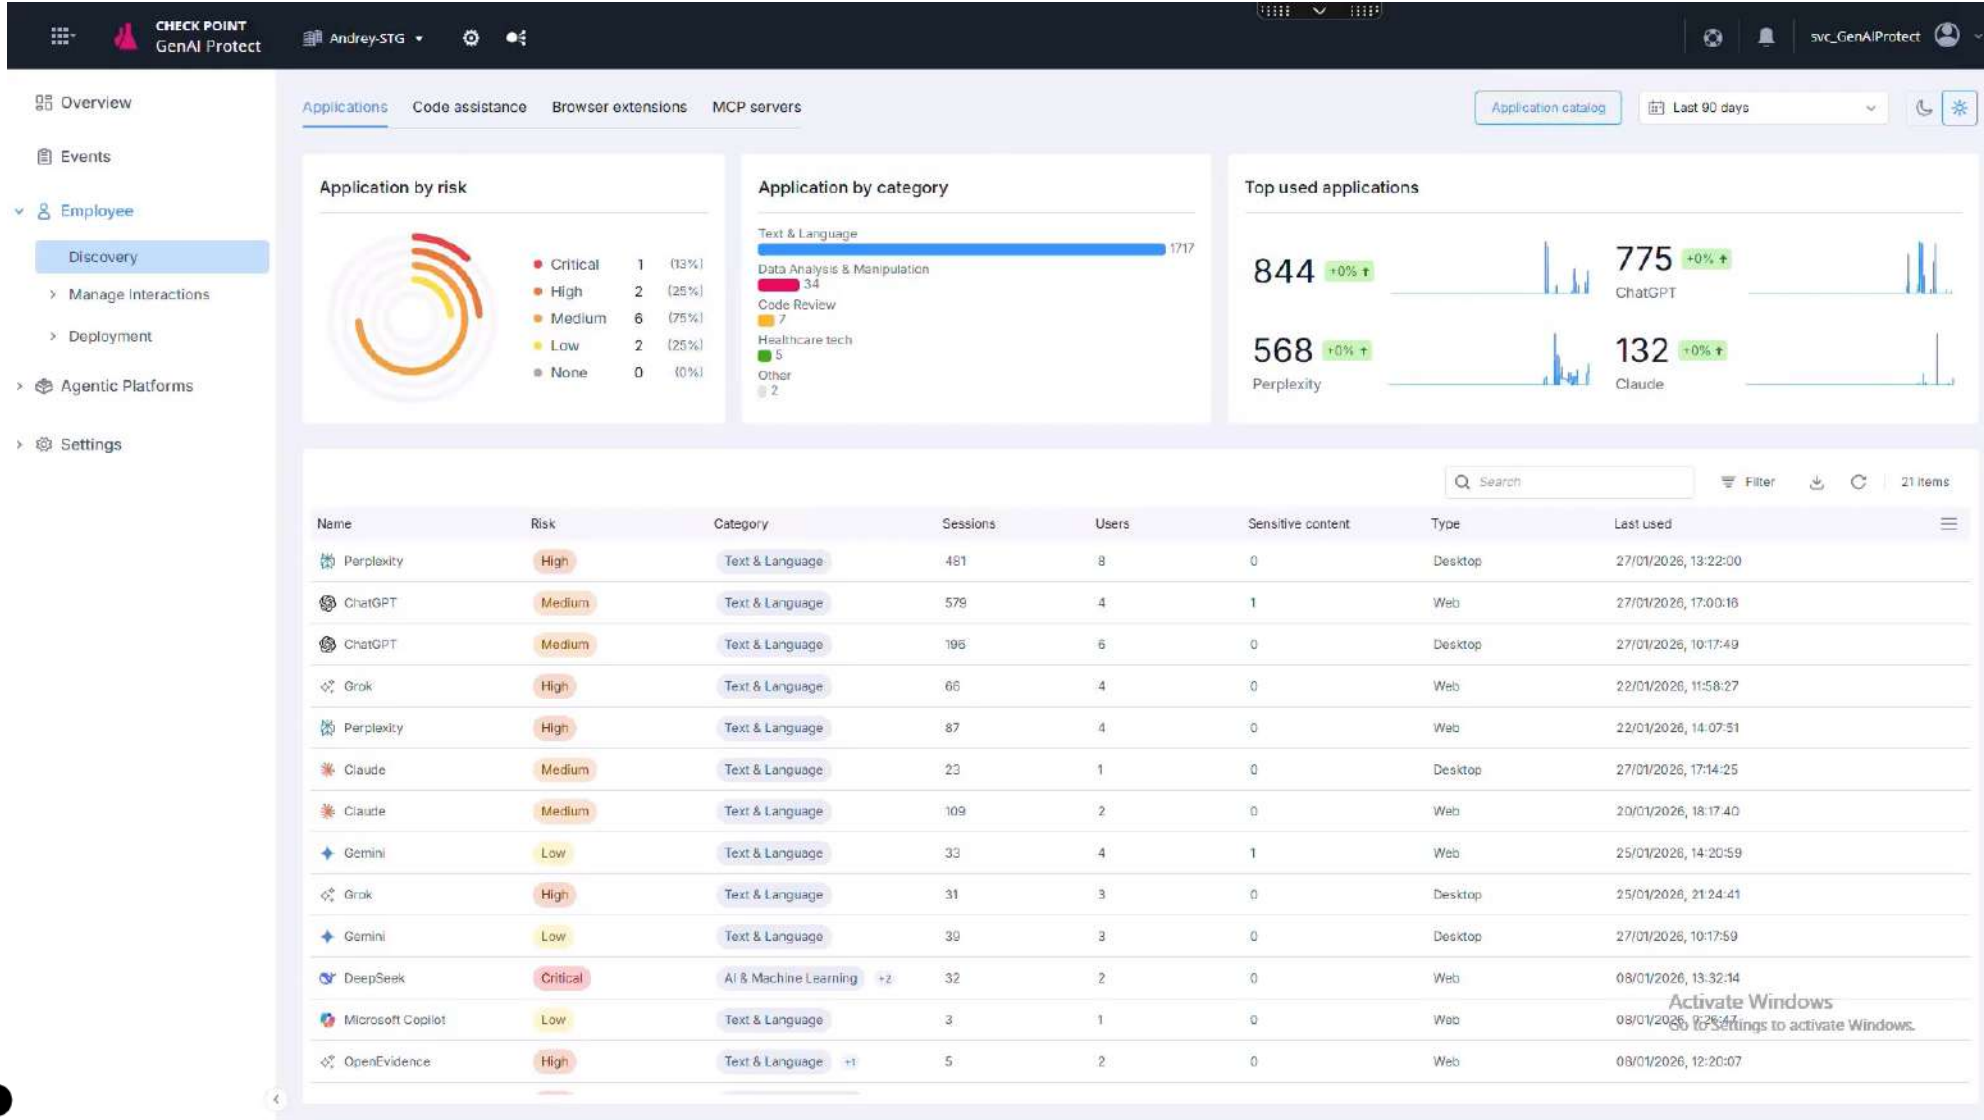 CHECK POINT
GenAI Protect
Andrey-STG
svc_GenAIProtect
Overview
Events
Employee
Discovery
Manage Interactions
Deployment
Agentic Platforms
Settings
Applications Code assistance Browser extensions MCP servers
Application catalog
Last 90 days
Application by risk
Critical 1 (13%)
High 2 (25%)
Medium 6 (75%)
Low 2 (25%)
None 0 (0%)
Application by category
Text & Language
1717
Data Analysis & Manipulation
34
Code Review
7
Healthcare tech
5
Other
2
Top used applications
844 +0% ↑
775 +0% ↑
ChatGPT
568 +0% ↑
Perplexity
132 +0% ↑
Claude
Search
Filter
21 items
Name Risk Category Sessions Users Sensitive content Type Last used
Perplexity High Text & Language 481 8 0 Desktop 27/01/2026, 13:22:00
ChatGPT Medium Text & Language 579 4 1 Web 27/01/2026, 17:00:16
ChatGPT Medium Text & Language 196 6 0 Desktop 27/01/2026, 10:17:49
Grok High Text & Language 66 4 0 Web 22/01/2026, 11:58:27
Perplexity High Text & Language 87 4 0 Web 22/01/2026, 14:07:51
Claude Medium Text & Language 23 1 0 Desktop 27/01/2026, 17:14:25
Claude Medium Text & Language 109 2 0 Web 20/01/2026, 18:17:40
Gemini Low Text & Language 33 4 1 Web 25/01/2026, 14:20:59
Grok High Text & Language 31 3 0 Desktop 25/01/2026, 21:24:41
Gemini Low Text & Language 39 3 0 Desktop 27/01/2026, 10:17:59
DeepSeek Critical AI & Machine Learning +2 32 2 0 Web 08/01/2026, 13:32:14
Activate Windows
Microsoft Copilot Low Text & Language 3 1 0 Web 08/01/2026,
Go to Settings to activate Windows.
OpenEvidence High Text & Language +1 5 2 0 Web 08/01/2026, 12:20:07